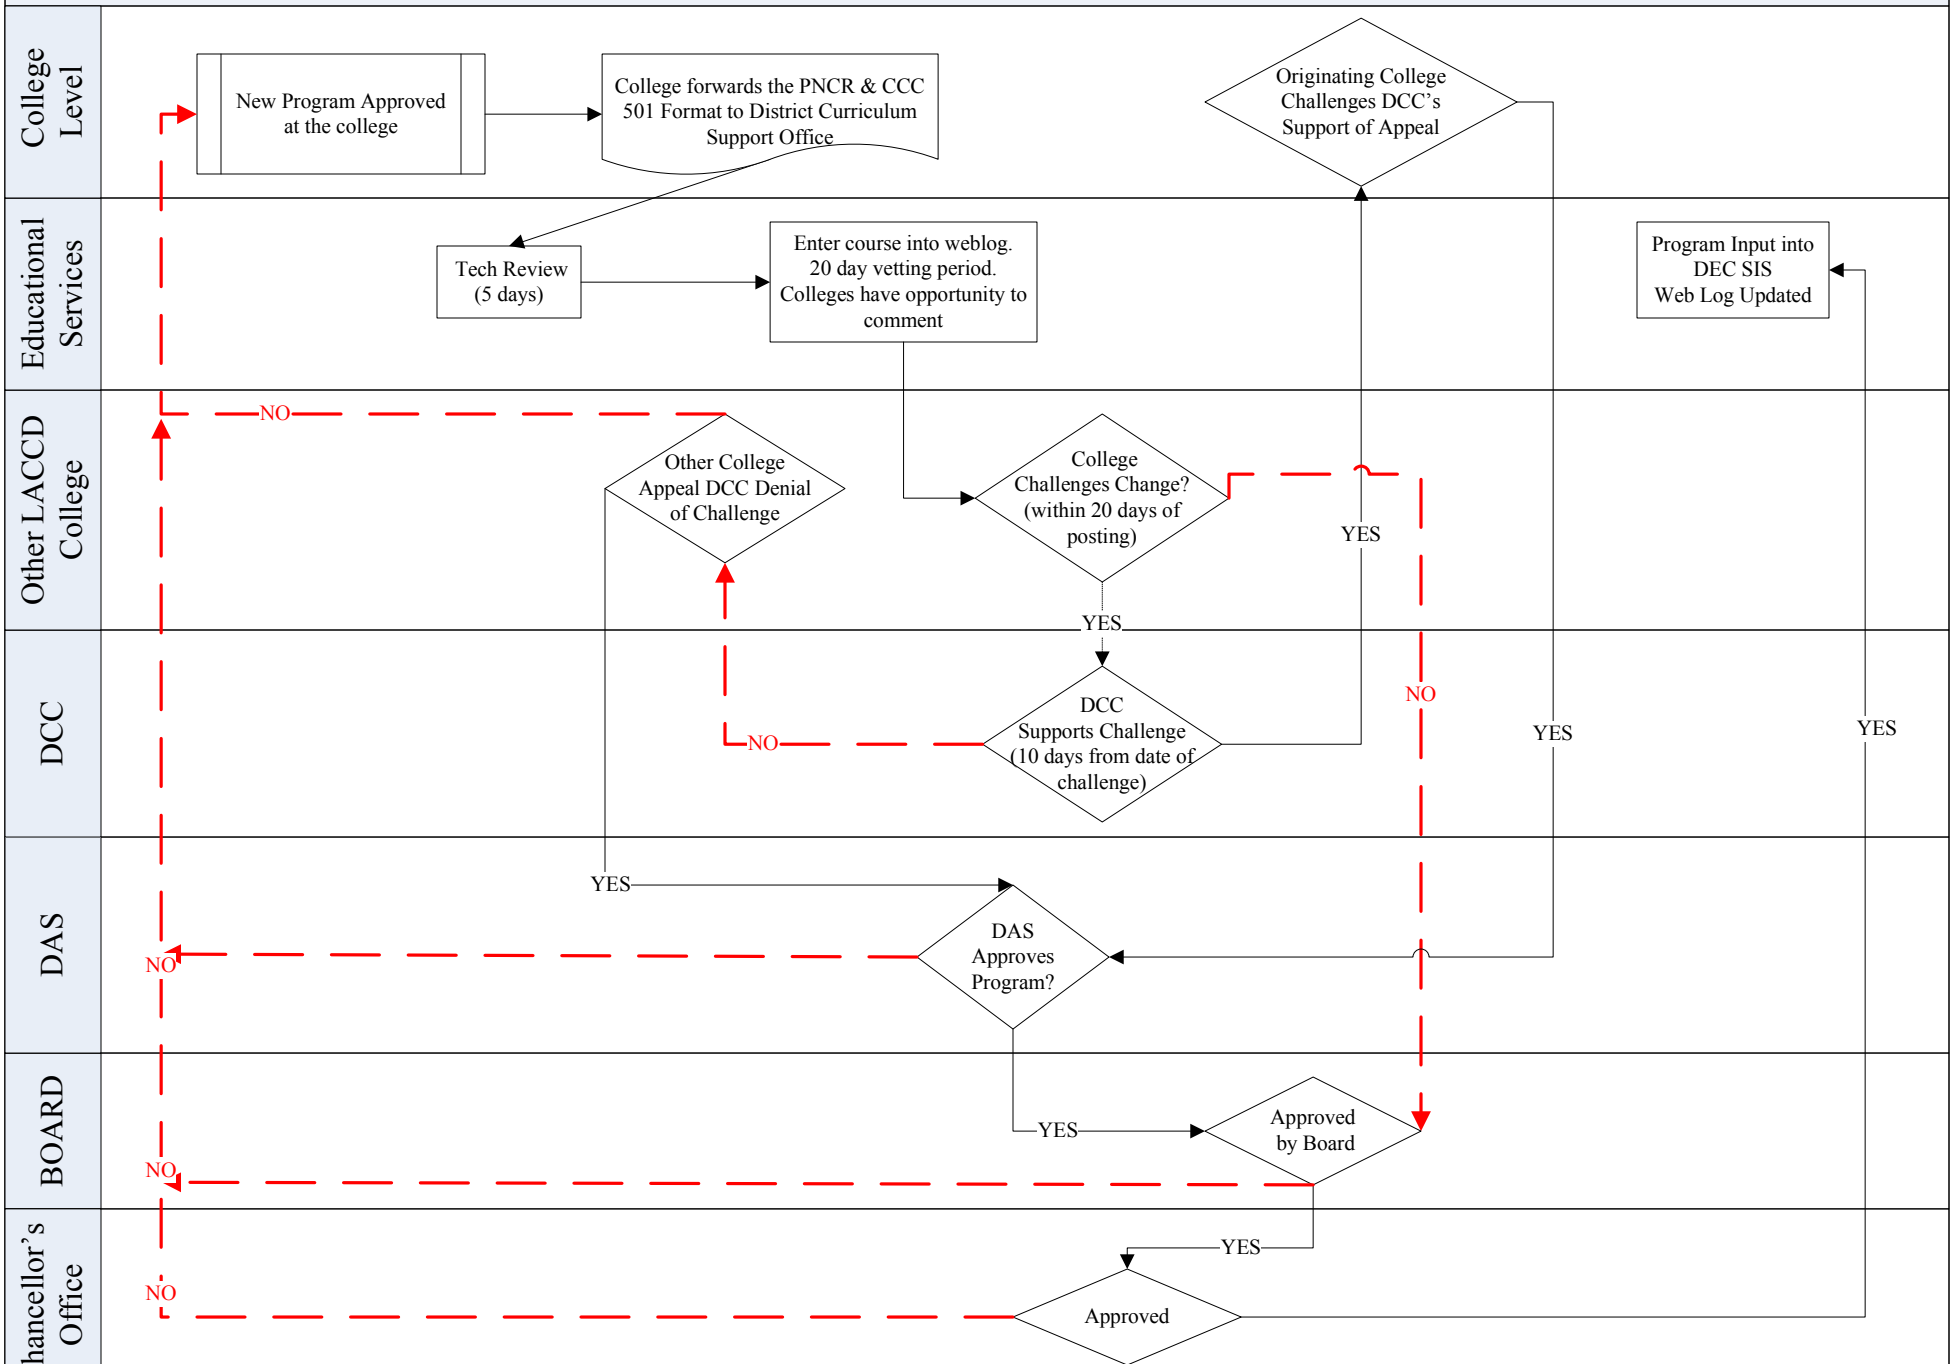 College
Level
New Program Approved
at the college
College forwards the PNCR & CCC
501 Format to District Curriculum
Support Office
Originating College
Challenges DCC's
Support of Appeal
Educational
Services
Tech Review
(5 days)
Enter course into weblog.
20 day vetting period.
Colleges have opportunity to
comment
Program Input into
DEC SIS
Web Log Updated
Other LACCD
College
NO
Other College
Appeal DCC Denial
of Challenge
College
Challenges Change?
(within 20 days of
posting)
YES
YES
DCC
NO
DCC
Supports Challenge
(10 days from date of
challenge)
NO
YES
YES
DAS
YES
NO
DAS
Approves
Program?
BOARD
YES
Approved
by Board
NO
hancellor's
Office
YES
NO
Approved